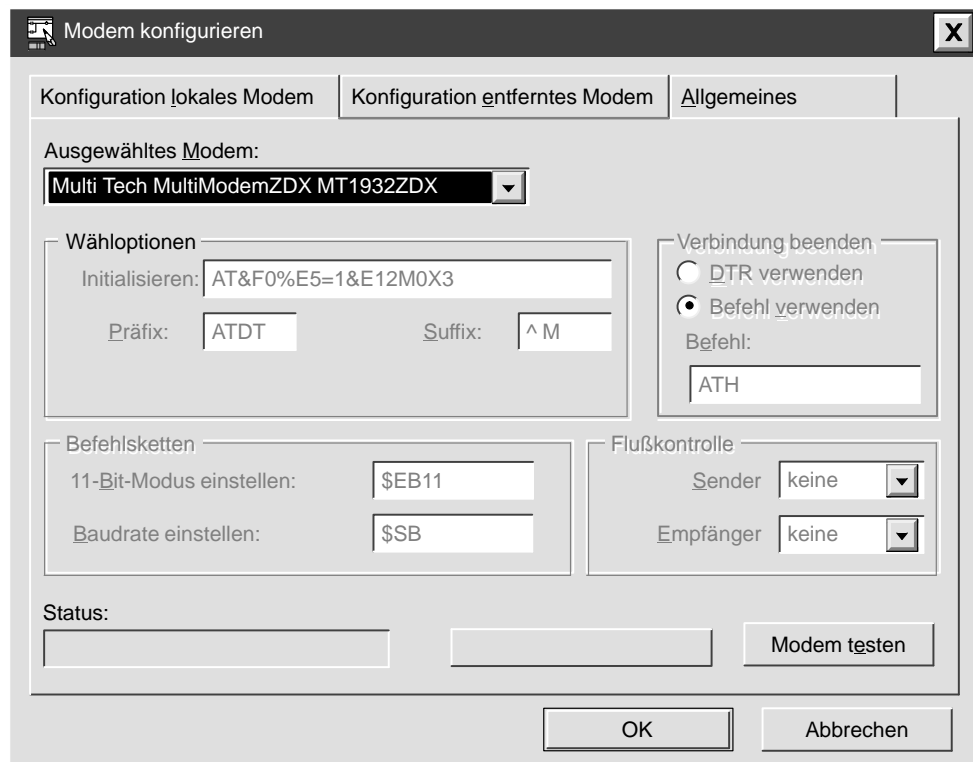 Modem konfigurieren
X
Konfiguration lokales Modem
Konfiguration entferntes Modem
Allgemeines
Ausgewähltes Modem:
Multi Tech MultiModemZDX MT1932ZDX
Wähloptionen
Initialisieren: AT&F0%E5=1&E12M0X3
Präfix: ATDT
Suffix: ^ M
Verbindung beenden
DTR verwenden
Befehl verwenden
Befehl:
ATH
Befehlsketten
11-Bit-Modus einstellen: $EB11
Baudrate einstellen: $SB
Flußkontrolle
Sender keine
Empfänger keine
Status:
Modem testen
OK
Abbrechen